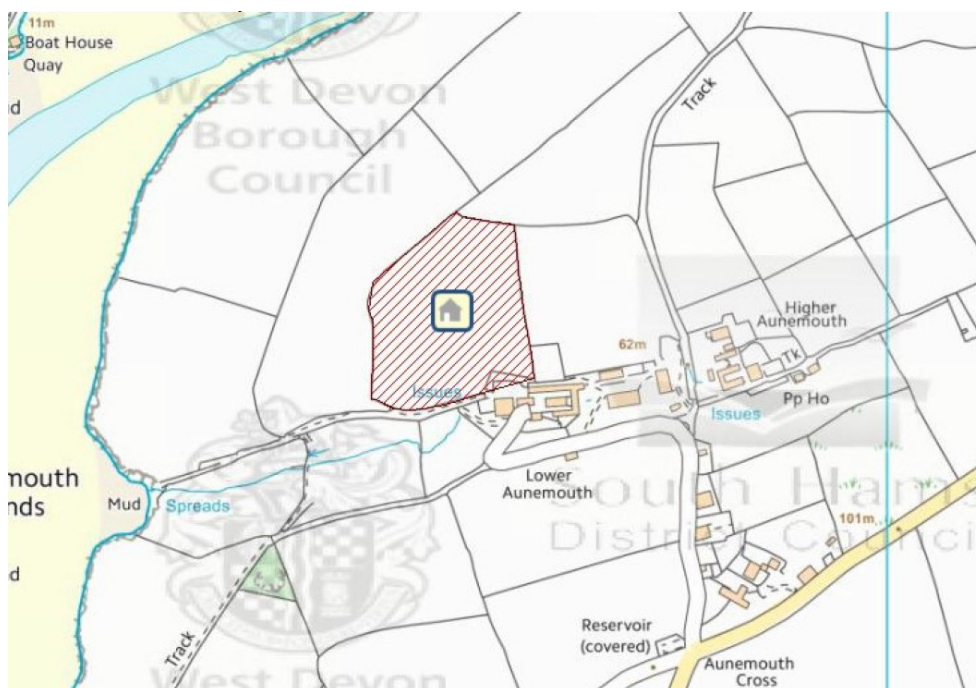 11m
Boat House
Quay
ud
West Devon
Borough
Council
Track
Higher
Aunemouth
62m
Tk
Issues
Pp Ho
Issues
Lower
Aunemouth
mouth
nds
Mud
Spreads
South Hams
District Council
101m
d
Track
Reservoir
(covered)
Aunemouth
Cross
West Devon